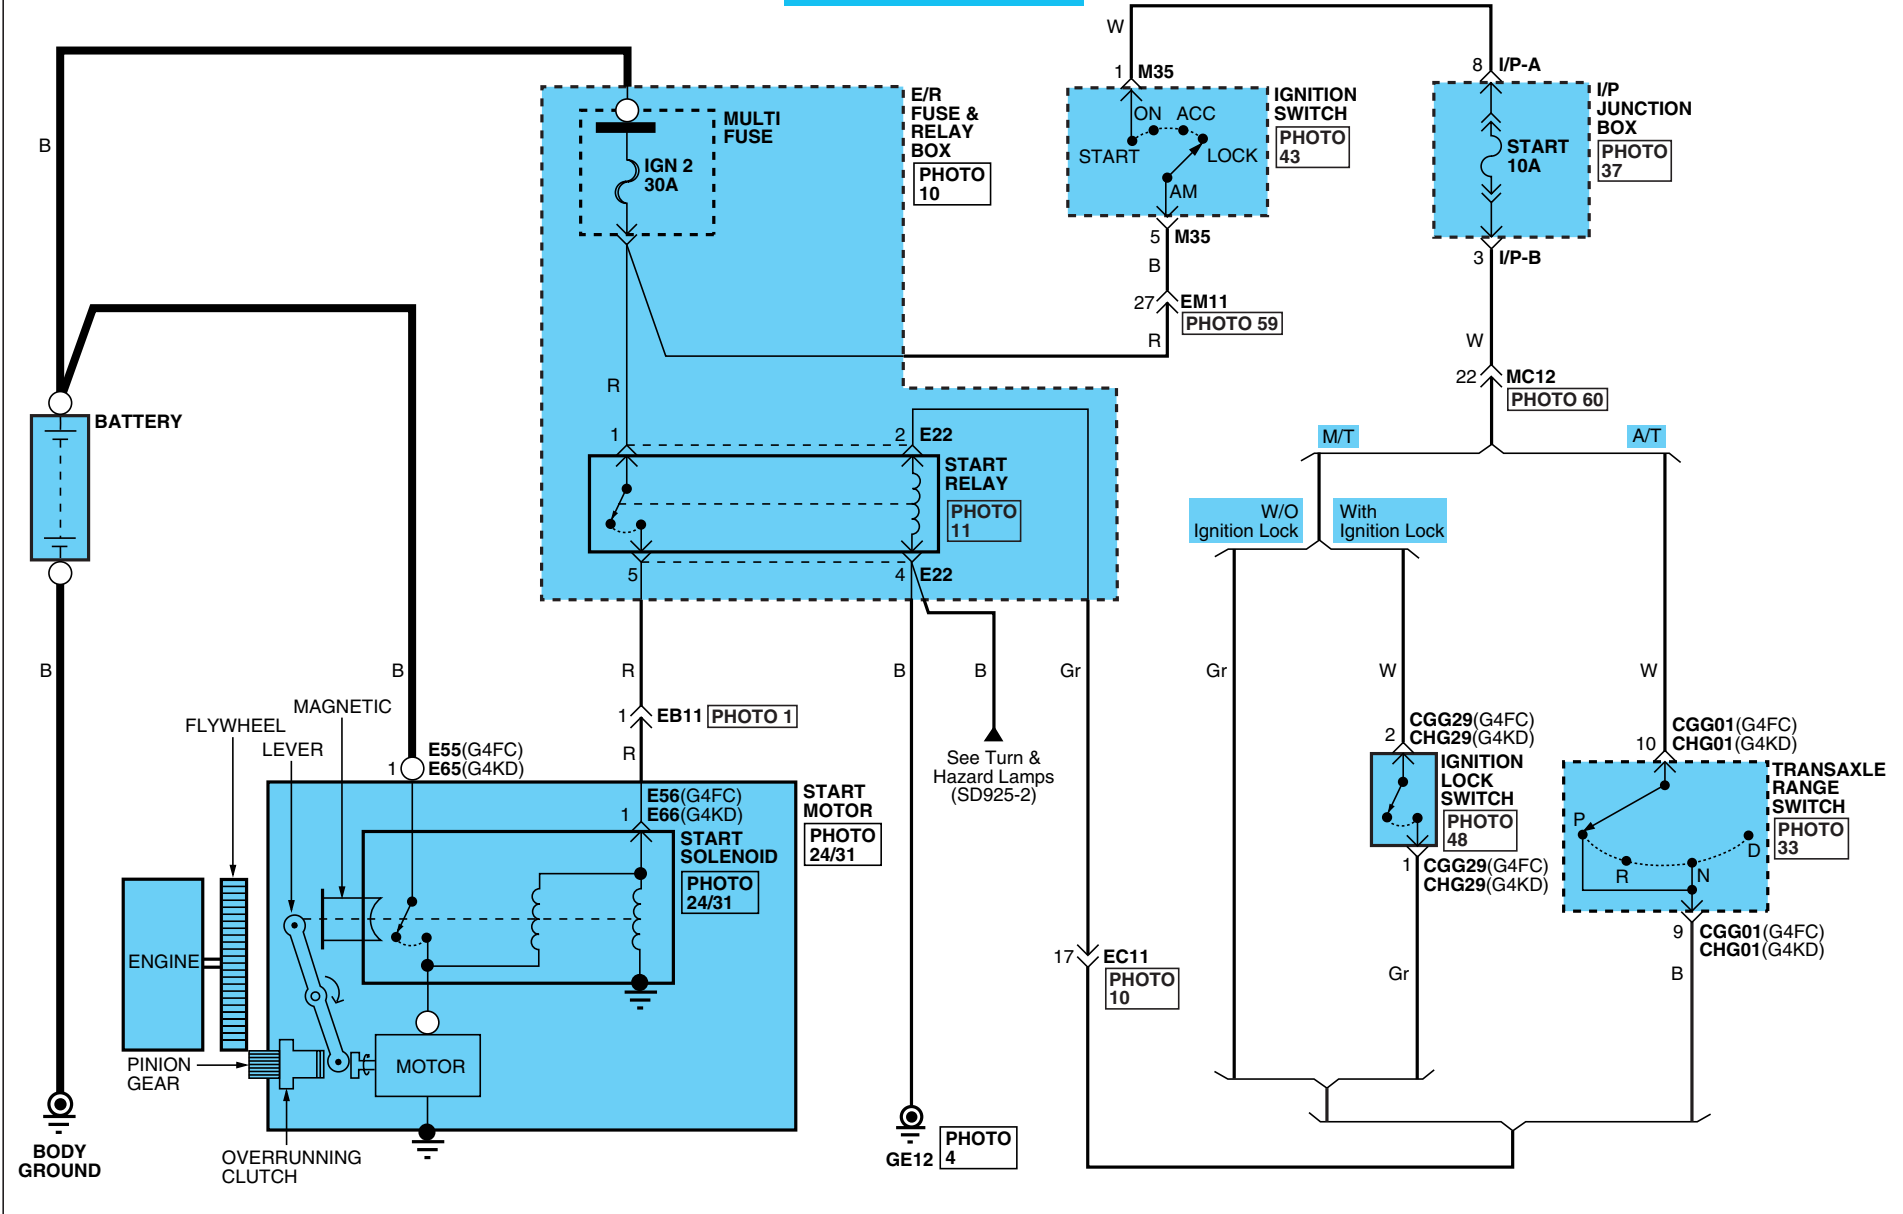 W
1 M35
8 I/P-A
B
MULTI
FUSE
IGN 2
30A
E/R
FUSE &
RELAY
BOX
PHOTO
10
ON ACC
START
LOCK
AM
IGNITION
SWITCH
PHOTO
43
START
10A
I/P
JUNCTION
BOX
PHOTO
37
5 M35
B
27 EM11
PHOTO 59
R
3 I/P-B
W
22 MC12
PHOTO 60
R
BATTERY
1
2 E22
START
RELAY
PHOTO
11
5
4 E22
M/T
A/T
W/O
Ignition Lock
With
Ignition Lock
B
B
R
B
B
Gr
Gr
W
W
MAGNETIC
FLYWHEEL
LEVER
1 EB11 PHOTO 1
R
See Turn &
Hazard Lamps
(SD925-2)
1 E55(G4FC)
E65(G4KD)
E56(G4FC)
1 E66(G4KD)
START
MOTOR
PHOTO
24/31
START
SOLENOID
PHOTO
24/31
CGG29(G4FC)
2 CHG29(G4KD)
IGNITION
LOCK
SWITCH
PHOTO
48
1 CGG29(G4FC)
CHG29(G4KD)
CGG01(G4FC)
10 CHG01(G4KD)
TRANSAXLE
RANGE
SWITCH
PHOTO
33
P
R
N
D
9 CGG01(G4FC)
CHG01(G4KD)
B
Gr
17 EC11
PHOTO
10
ENGINE
MOTOR
PINION
GEAR
OVERRUNNING
CLUTCH
BODY
GROUND
GE12
PHOTO
4